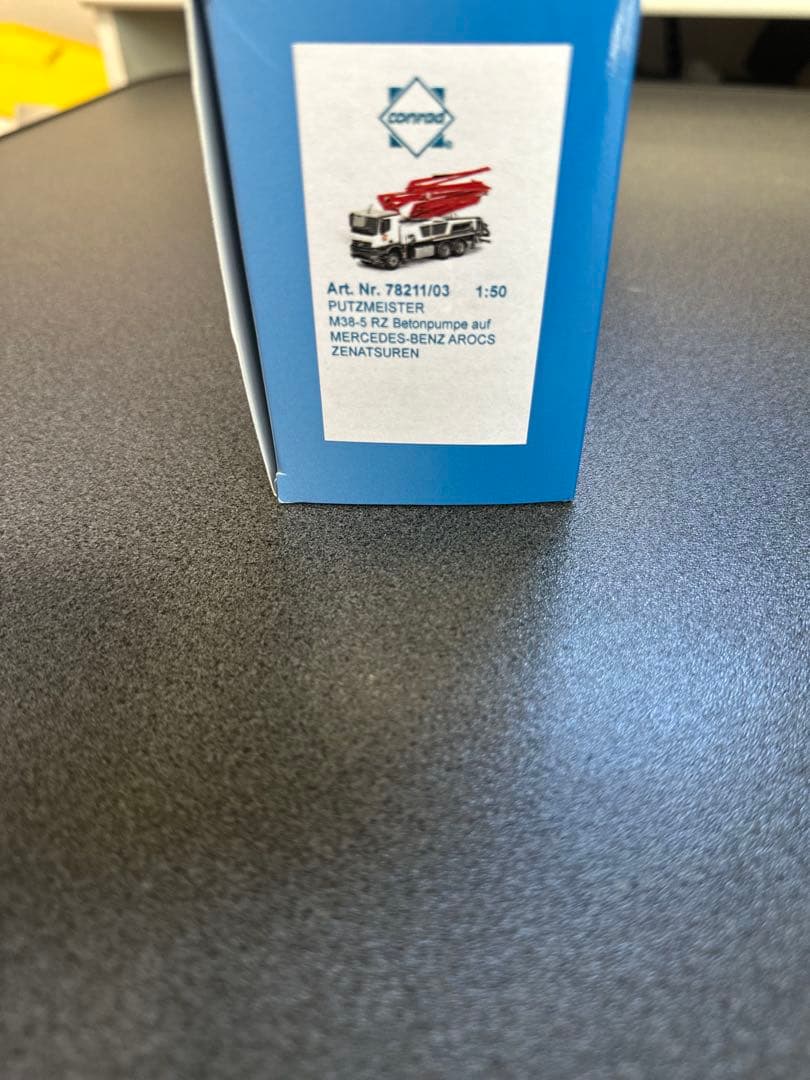 conrad
Art. Nr. 78211/03 1:50
PUTZMEISTER
M38-5 RZ Betonpumpe auf
MERCEDES-BENZ AROCS
ZENATSUREN